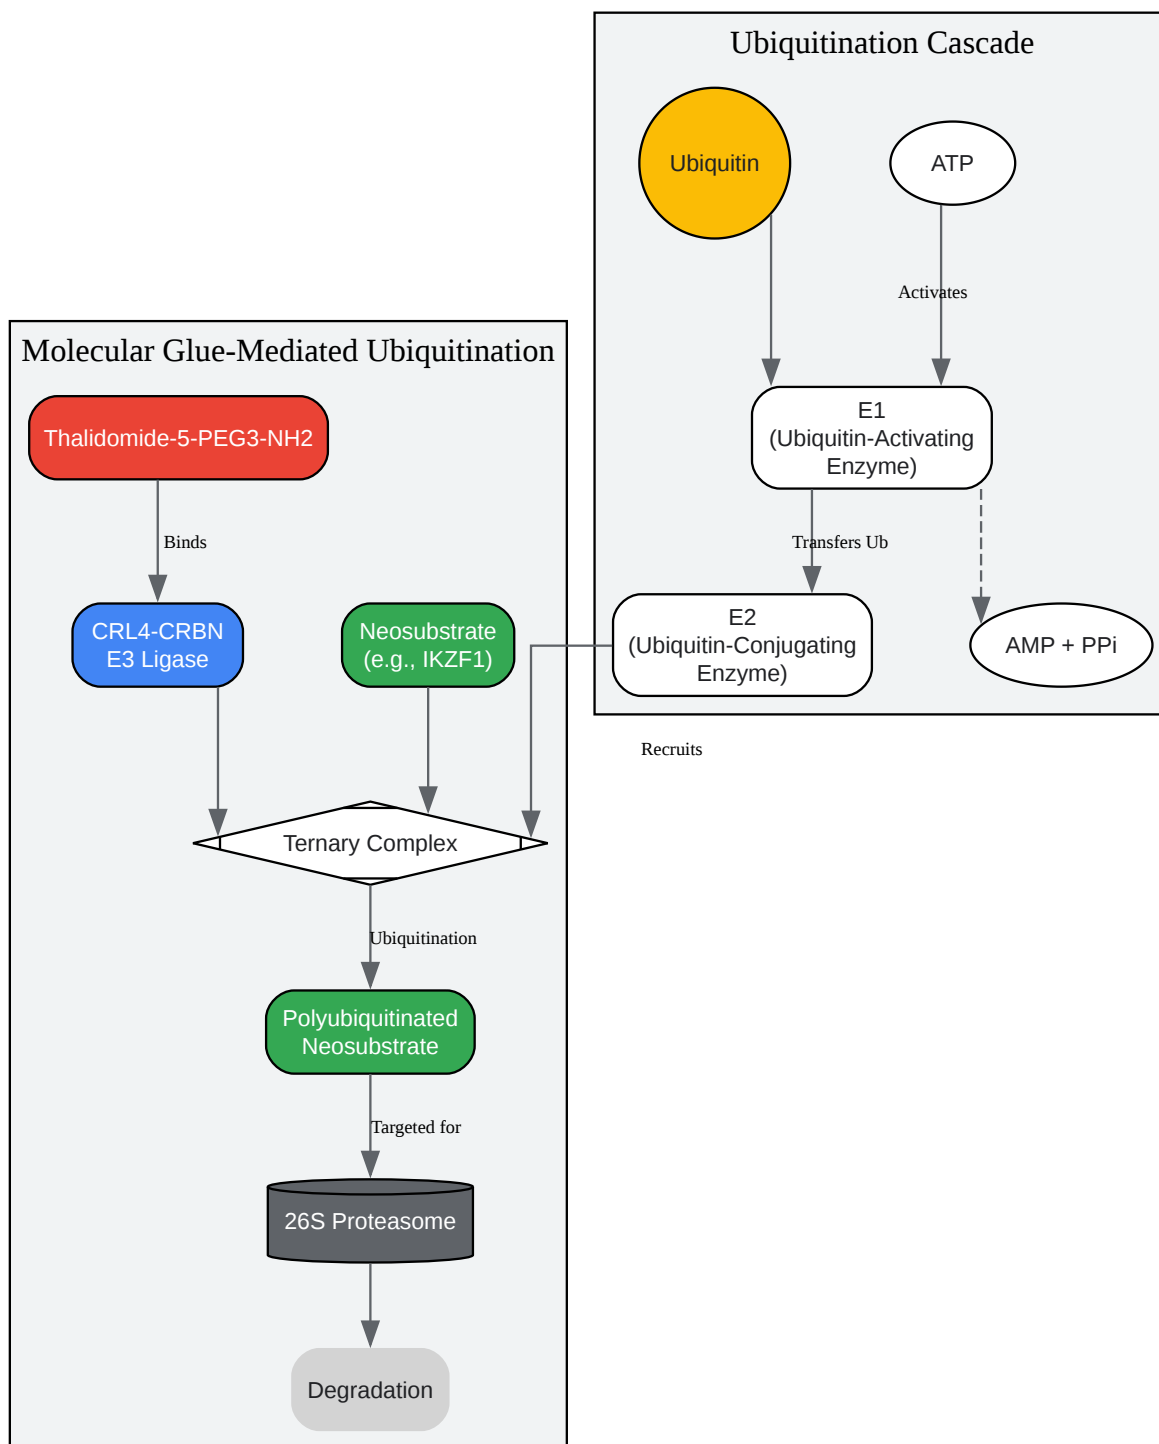 Ubiquitination Cascade
Ubiquitin
ATP
Activates
E1
(Ubiquitin-Activating
Enzyme)
Transfers Ub
E2
(Ubiquitin-Conjugating
Enzyme)
AMP + PPi
Recruits
Molecular Glue-Mediated Ubiquitination
Thalidomide-5-PEG3-NH2
Binds
CRL4-CRBN
E3 Ligase
Neosubstrate
(e.g., IKZF1)
Ternary Complex
Ubiquitination
Polyubiquitinated
Neosubstrate
Targeted for
26S Proteasome
Degradation